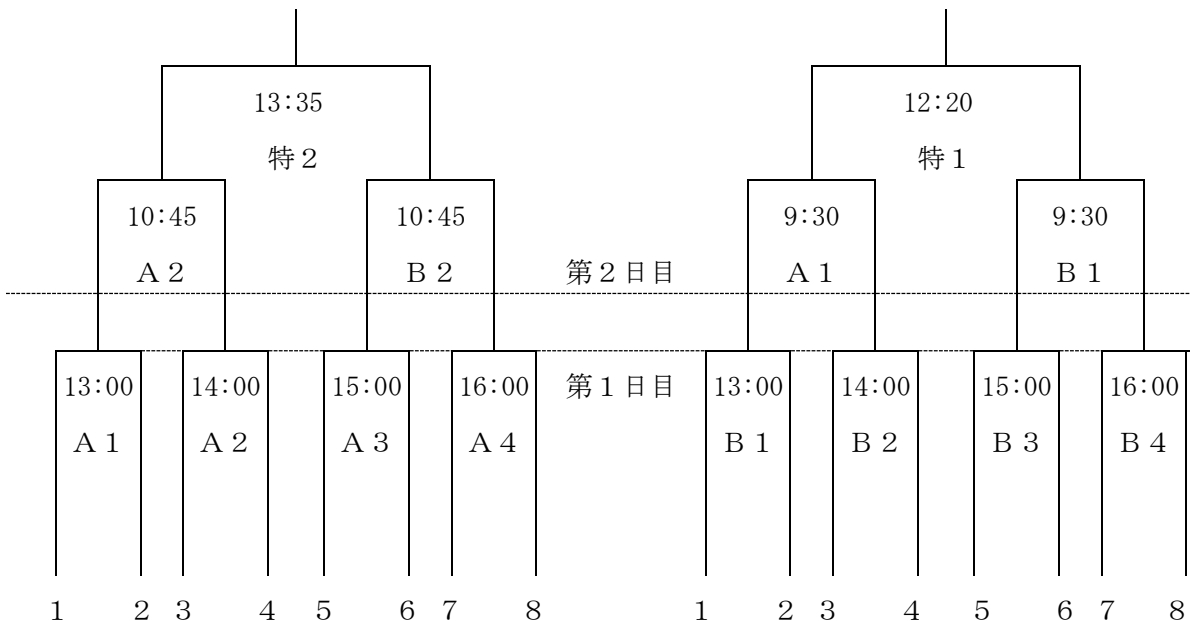 13:35 12:20
特２ 特１
10:45 10:45 9:30 9:30
Ａ２ Ｂ２ 第２日目 Ａ１ Ｂ１
13:00 14:00 15:00 16:00 第１日目 13:00 14:00 15:00 16:00
Ａ１ Ａ２ Ａ３ Ａ４ Ｂ１ Ｂ２ Ｂ３ Ｂ４
1 2 3 4 5 6 7 8 1 2 3 4 5 6 7 8